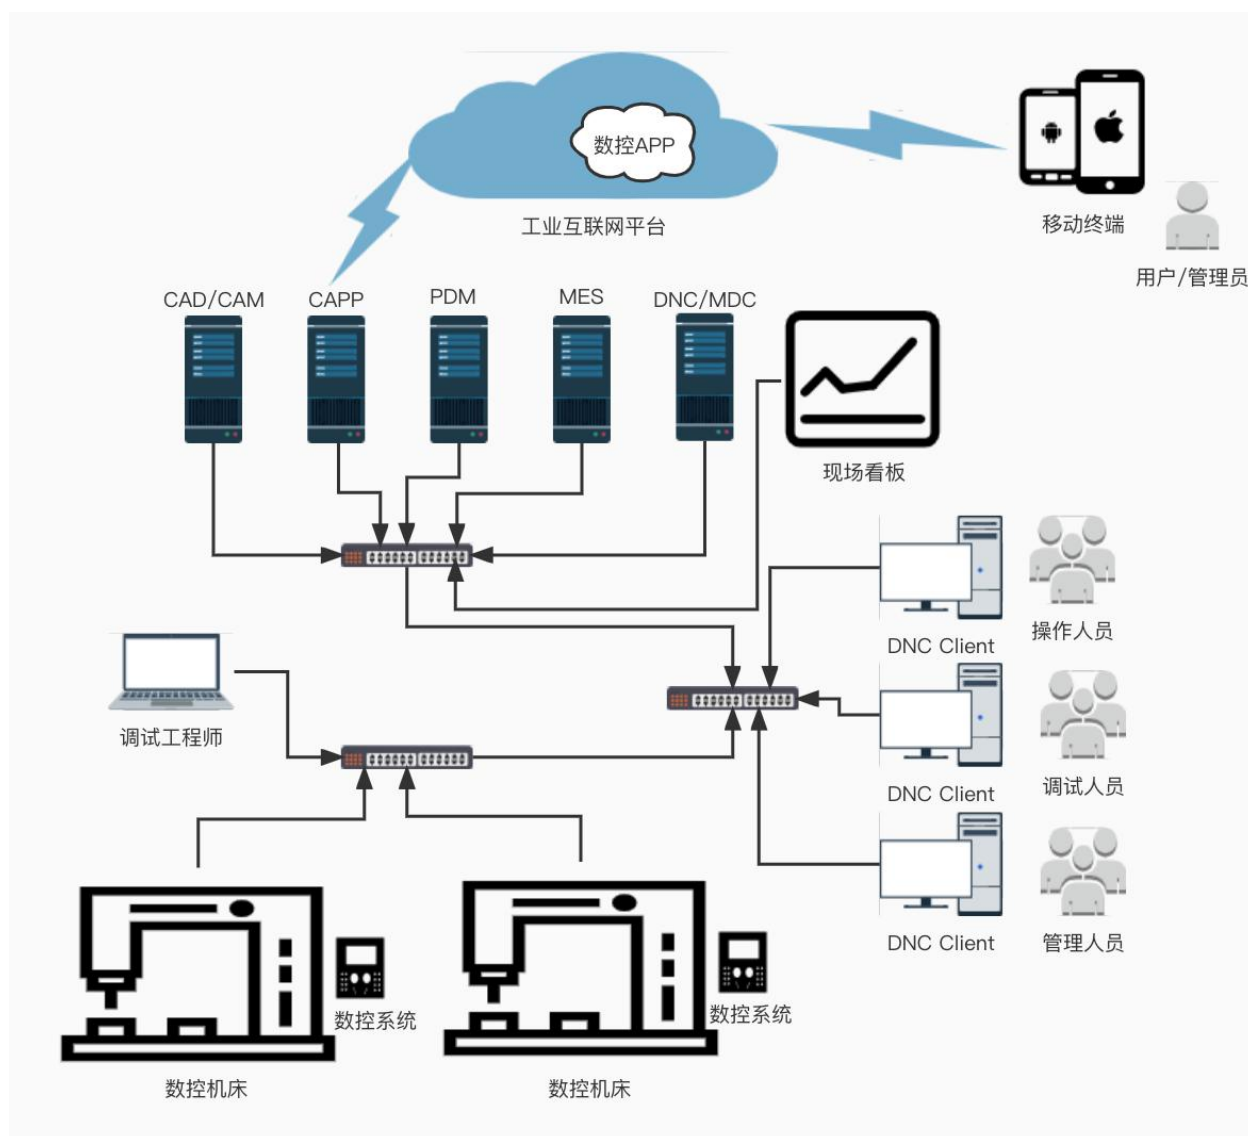 数控APP
工业互联网平台
移动终端
用户/管理员
CAD/CAM
CAPP
PDM
MES
DNC/MDC
现场看板
DNC Client
操作人员
调试工程师
DNC Client
调试人员
DNC Client
管理人员
数控系统
数控系统
数控机床
数控机床